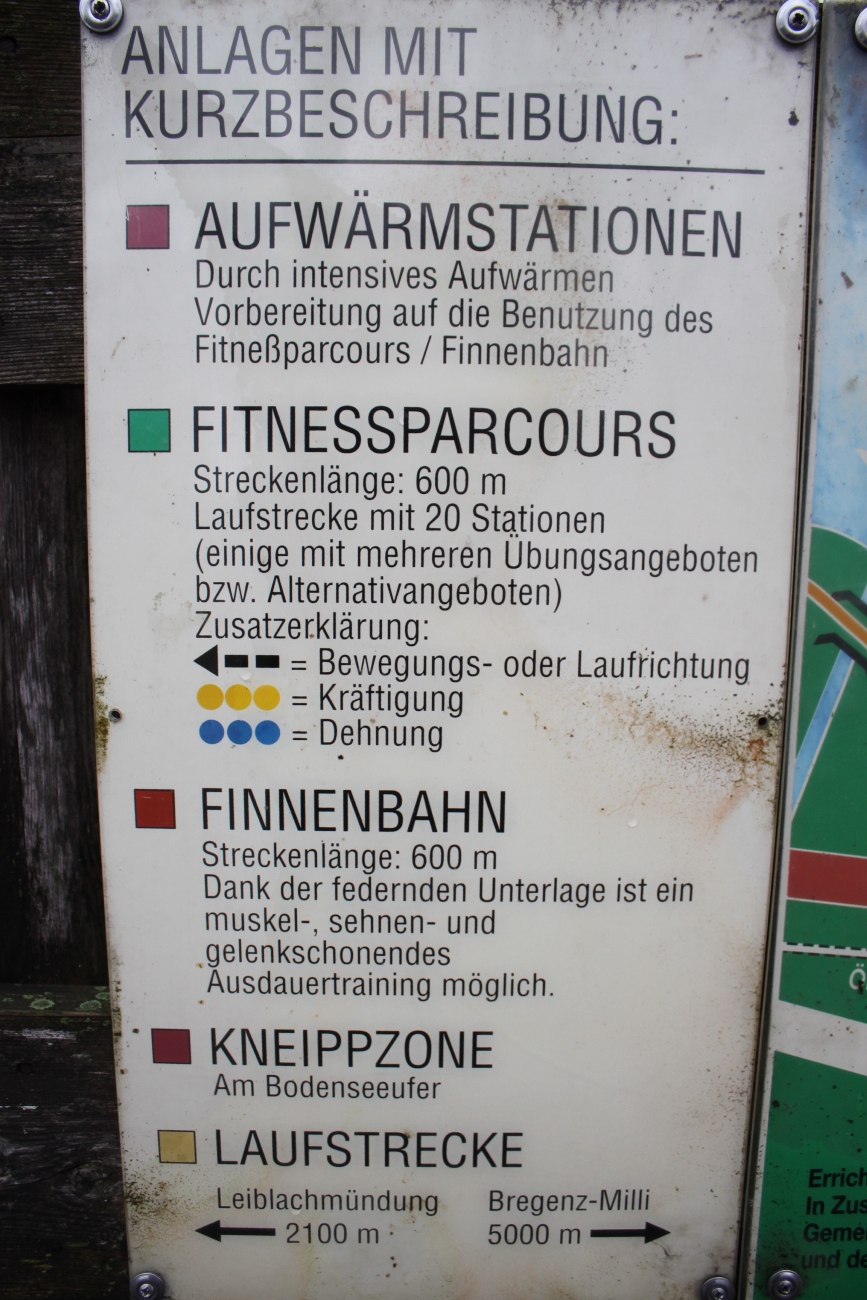 ANLAGEN MIT
KURZBESCHREIBUNG:
AUFWÄRMSTATIONEN
Durch intensives Aufwärmen
Vorbereitung auf die Benutzung des
Fitneßparcours / Finnenbahn
FITNESSPARCOURS
Streckenlänge: 600 m
Laufstrecke mit 20 Stationen
(einige mit mehreren Übungsangeboten
bzw. Alternativangeboten)
Zusatzerklärung:
= Bewegungs- oder Laufrichtung
= Kräftigung
= Dehnung
FINNENBAHN
Streckenlänge: 600 m
Dank der federnden Unterlage ist ein
muskel-, sehnen- und
gelenkschonendes
Ausdauertraining möglich.
KNEIPPZONE
Am Bodenseeufer
LAUFSTRECKE
Leiblachmündung Bregenz-Milli
2100 m 5000 m
In
und